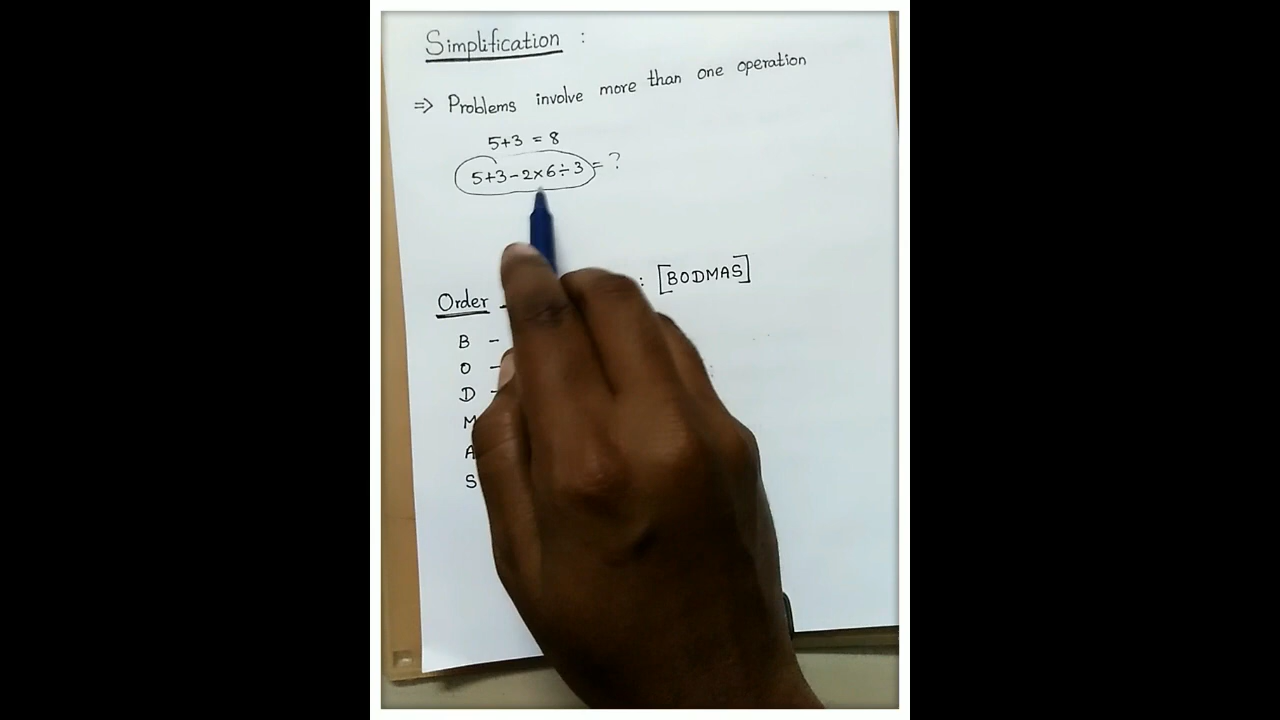 Simplification :
⇒ Problems involve more than one operation
5+3 = 8
5+3-2×6÷3 = ?
Order : [BODMAS]
B -
O -
D -
M
A
S